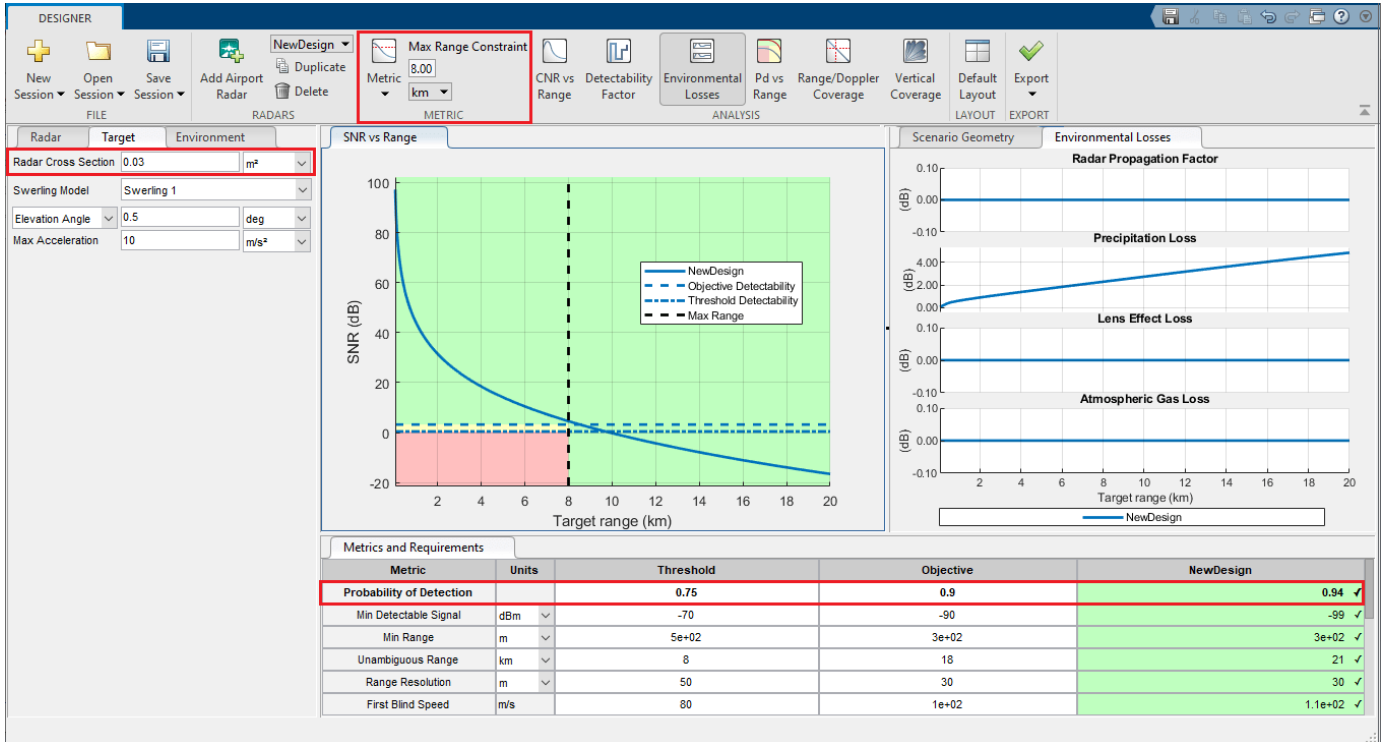 DESIGNER
New Session
Open Session
Save Session
FILE
Add Airport Radar
NewDesign
Duplicate
Delete
RADARS
Metric
Max Range Constraint
8.00
km
METRIC
CNR vs Range
Detectability Factor
Environmental Losses
Pd vs Range
Range/Doppler Coverage
Vertical Coverage
ANALYSIS
Default Layout
LAYOUT
Export
EXPORT
Radar Target Environment
Radar Cross Section 0.03 m²
Swerling Model Swerling 1
Elevation Angle 0.5 deg
Max Acceleration 10 m/s²
SNR vs Range
100
80
60
40
20
0
-20
SNR (dB)
NewDesign
Objective Detectability
Threshold Detectability
Max Range
2 4 6 8 10 12 14 16 18 20
Target range (km)
Scenario Geometry Environmental Losses
Radar Propagation Factor
0.10
0.00
-0.10
(dB)
Precipitation Loss
4.00
2.00
0.00
(dB)
Lens Effect Loss
0.10
0.00
-0.10
(dB)
Atmospheric Gas Loss
0.10
0.00
-0.10
(dB)
2 4 6 8 10 12 14 16 18 20
Target range (km)
NewDesign
Metrics and Requirements
Metric Units Threshold Objective NewDesign
Probability of Detection 0.75 0.9 0.94 ✓
Min Detectable Signal dBm -70 -90 -99 ✓
Min Range m 5e+02 3e+02 3e+02 ✓
Unambiguous Range km 8 18 21 ✓
Range Resolution m 50 30 30 ✓
First Blind Speed m/s 80 1e+02 1.1e+02 ✓